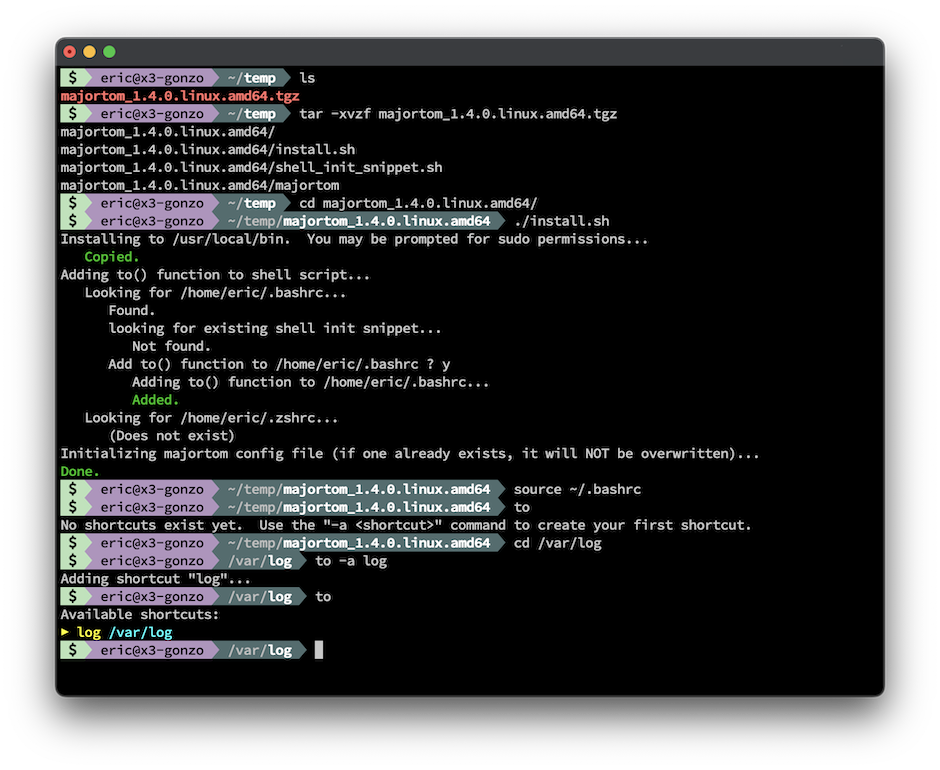 $ eric@x3-gonzo ~/temp ls
majortom_1.4.0.linux.amd64.tgz
$ eric@x3-gonzo ~/temp tar -xvzf majortom_1.4.0.linux.amd64.tgz
majortom_1.4.0.linux.amd64/
majortom_1.4.0.linux.amd64/install.sh
majortom_1.4.0.linux.amd64/shell_init_snippet.sh
majortom_1.4.0.linux.amd64/majortom
$ eric@x3-gonzo ~/temp cd majortom_1.4.0.linux.amd64/
$ eric@x3-gonzo ~/temp/majortom_1.4.0.linux.amd64 ./install.sh
Installing to /usr/local/bin.  You may be prompted for sudo permissions...
   Copied.
Adding to() function to shell script...
   Looking for /home/eric/.bashrc...
      Found.
      looking for existing shell init snippet...
         Not found.
      Add to() function to /home/eric/.bashrc ? y
         Adding to() function to /home/eric/.bashrc...
         Added.
   Looking for /home/eric/.zshrc...
      (Does not exist)
Initializing majortom config file (if one already exists, it will NOT be overwritten)...
Done.
$ eric@x3-gonzo ~/temp/majortom_1.4.0.linux.amd64 source ~/.bashrc
$ eric@x3-gonzo ~/temp/majortom_1.4.0.linux.amd64 to
No shortcuts exist yet.  Use the "-a <shortcut>" command to create your first shortcut.
$ eric@x3-gonzo ~/temp/majortom_1.4.0.linux.amd64 cd /var/log
$ eric@x3-gonzo /var/log to -a log
Adding shortcut "log"...
$ eric@x3-gonzo /var/log to
Available shortcuts:
► log /var/log
$ eric@x3-gonzo /var/log